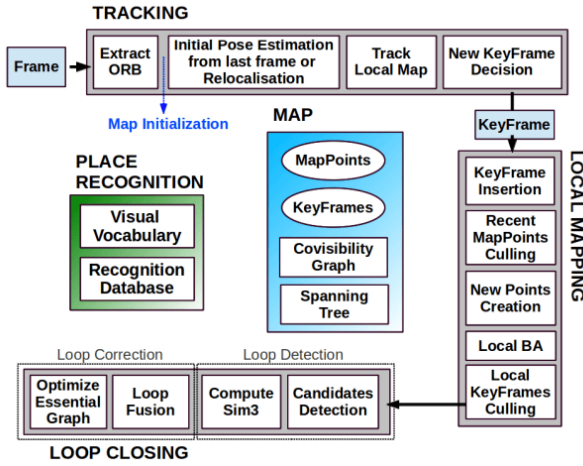 TRACKING
Frame
Extract
ORB
Initial Pose Estimation
from last frame or
Relocalisation
Track
Local Map
New KeyFrame
Decision
Map Initialization
KeyFrame
MAP
MapPoints
KeyFrames
Covisibility
Graph
Spanning
Tree
PLACE
RECOGNITION
Visual
Vocabulary
Recognition
Database
LOCAL MAPPING
KeyFrame
Insertion
Recent
MapPoints
Culling
New Points
Creation
Local BA
Local
KeyFrames
Culling
Loop Correction
Loop Detection
Optimize
Essential
Graph
Loop
Fusion
Compute
Sim3
Candidates
Detection
LOOP CLOSING